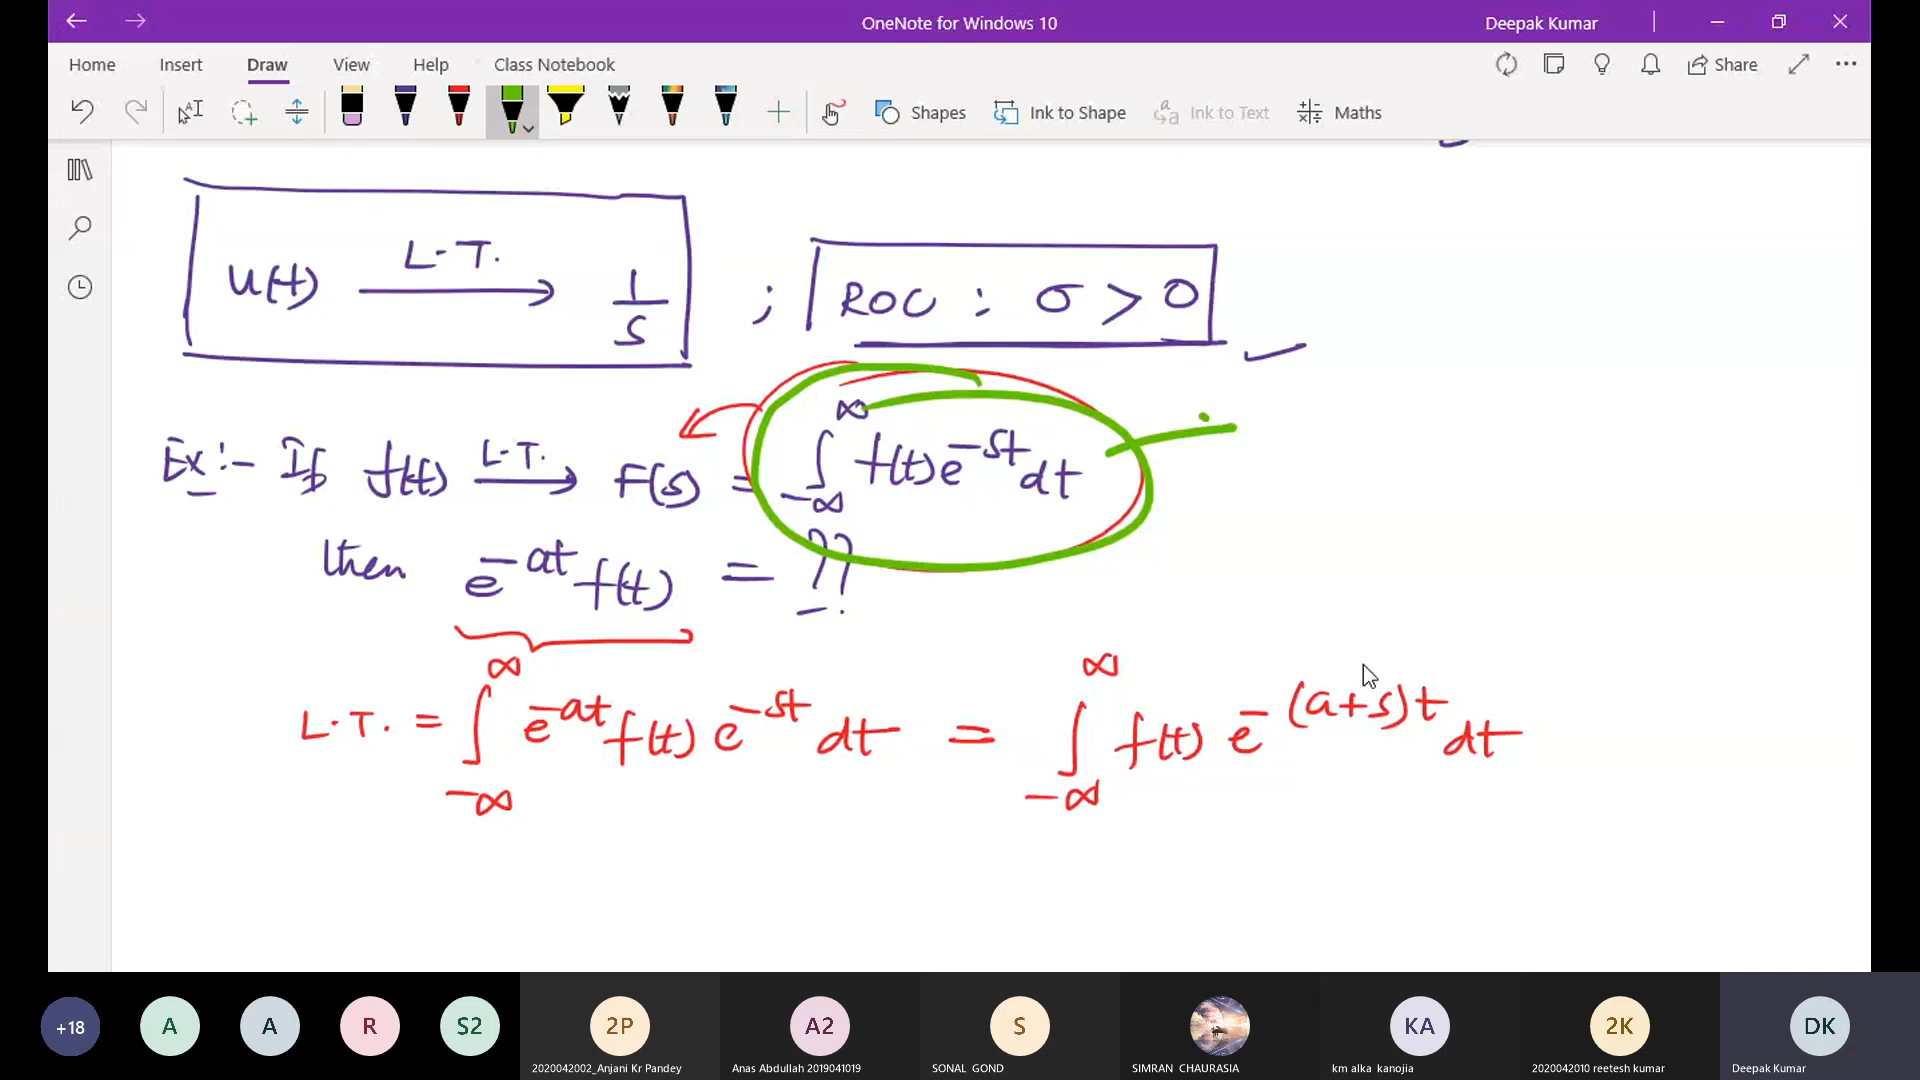 OneNote for Windows 10
Deepak Kumar
Home Insert Draw View Help Class Notebook
Share
Shapes Ink to Shape Ink to Text Maths
u(t) L.T. → 1/s ; ROC : σ > 0
Ex:- If f(t) L.T. → F(s) = ∫_{-∞}^{∞} f(t) e^{-st} dt
then e^{-at} f(t) = ??
L.T. = ∫_{-∞}^{∞} e^{-at} f(t) e^{-st} dt = ∫_{-∞}^{∞} f(t) e^{-(a+s)t} dt
+18 A A R S2 2P A2 S KA 2K DK
2020042002_Anjani Kr Pandey Anas Abdullah 2019041019 SONAL GOND SIMRAN CHAURASIA km alka kanojia 2020042010 reetesh kumar Deepak Kumar